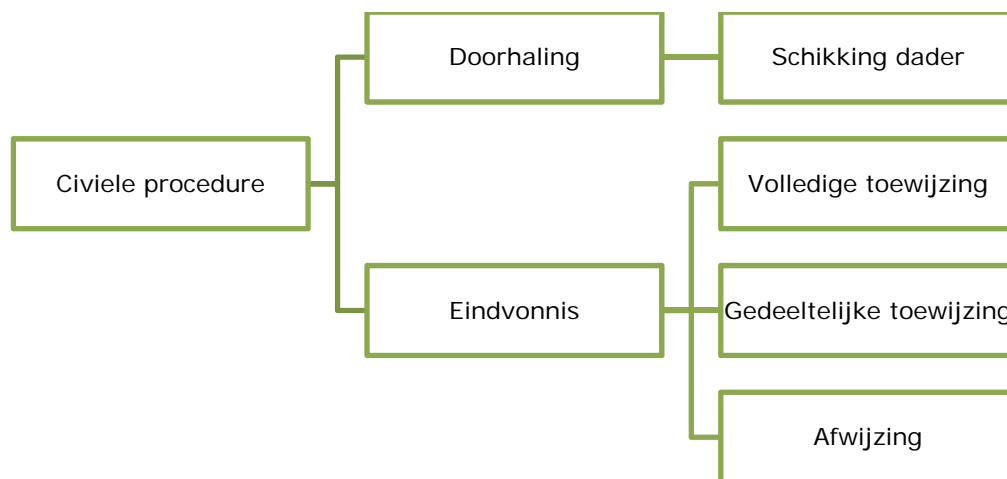 Doorhaling
Schikking dader
Civiele procedure
Volledige toewijzing
Eindvonnis
Gedeeltelijke toewijzing
Afwijzing